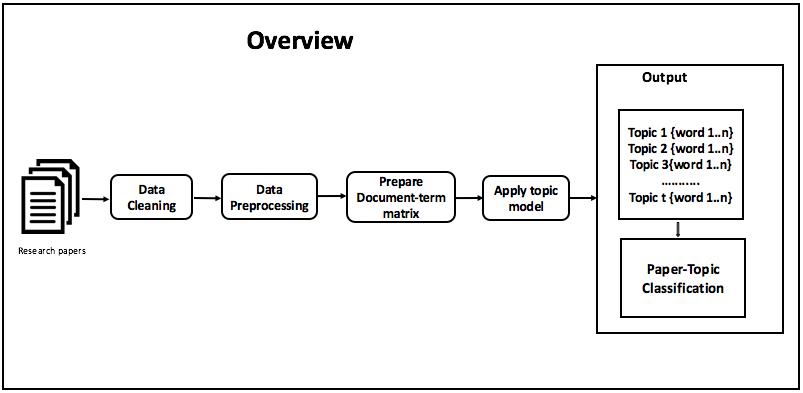 Overview
Research papers
Data
Cleaning
Data
Preprocessing
Prepare
Document-term
matrix
Apply topic
model
Output
Topic 1 {word 1..n}
Topic 2 {word 1..n}
Topic 3{word 1..n}
...........
Topic t {word 1..n}
Paper-Topic
Classification